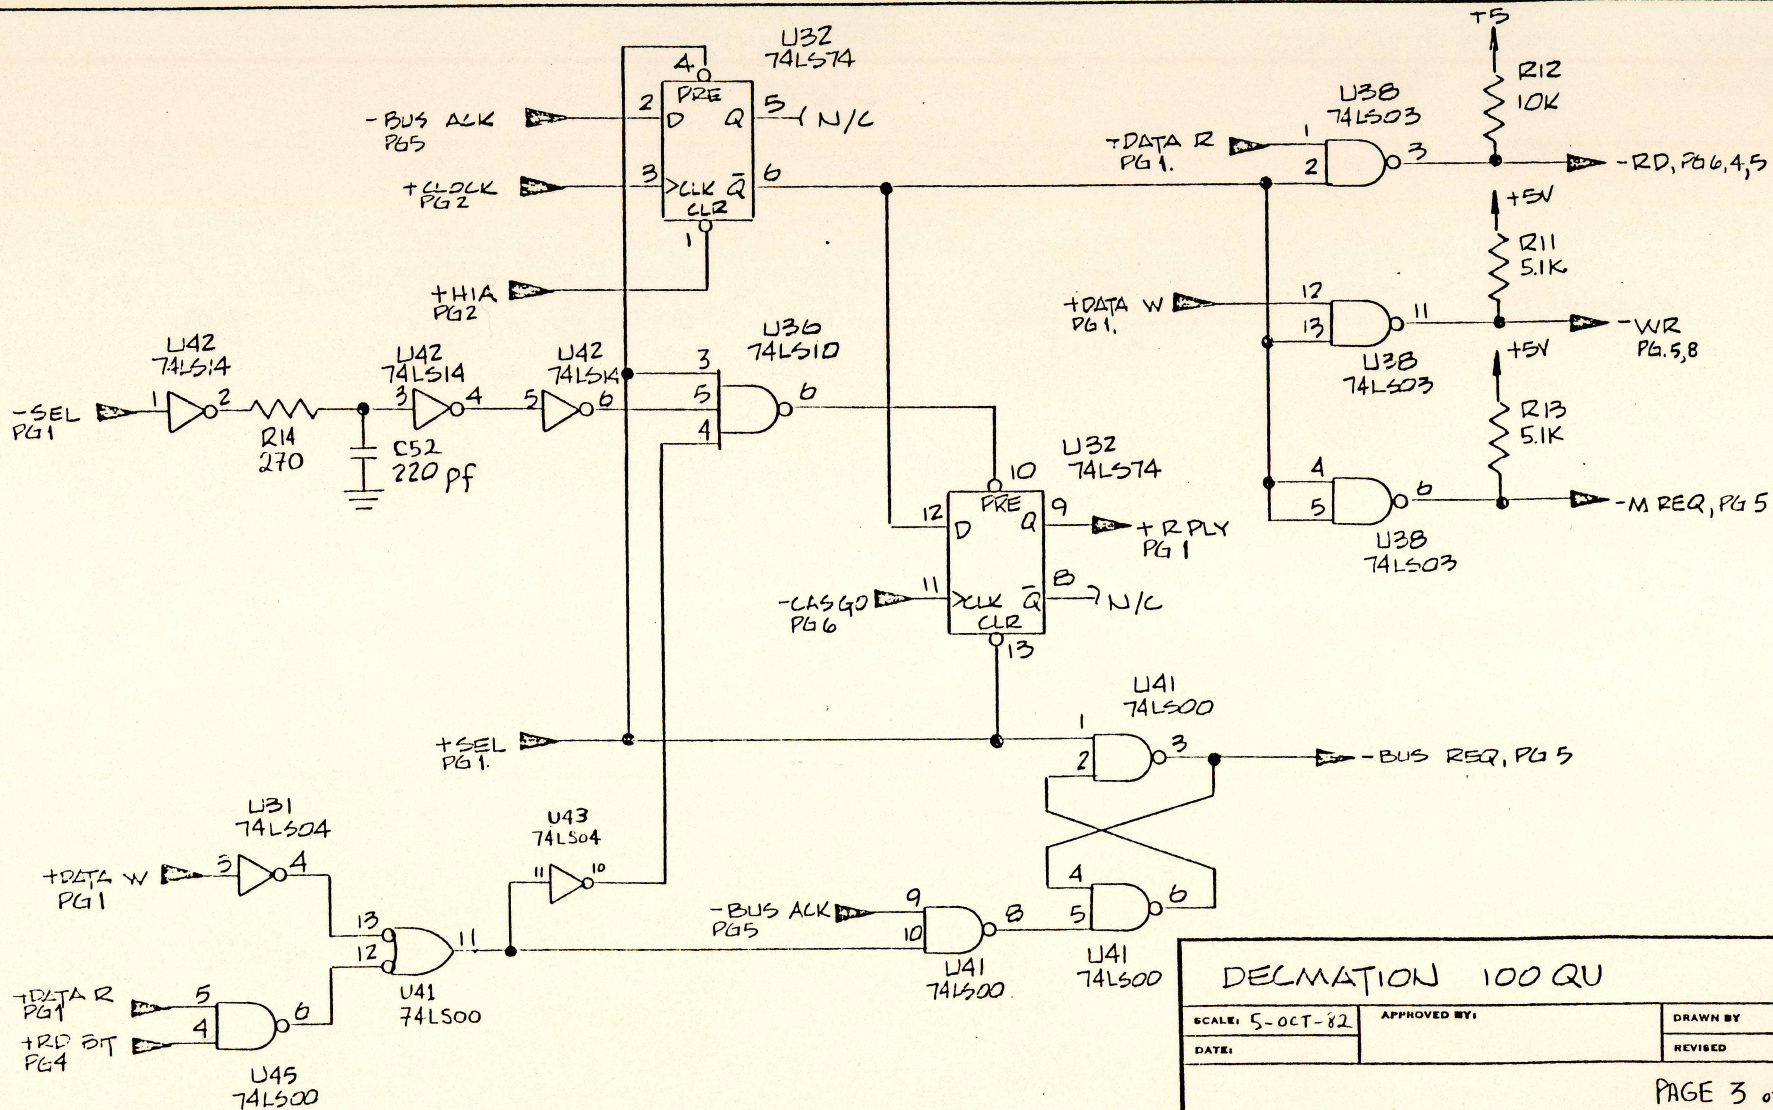 U32
74LS74
4
PRE
-BUS ACK
PG5
2
D
Q
5
N/C
+CLOCK
PG2
3
>CLK
Q
6
CLR
1
+HIA
PG2
+5
R12
10K
U38
74LS03
+DATA R
PG1.
1
2
3
-RD, PG 6,4,5
+5V
R11
5.1K
+DATA W
PG1.
12
13
11
-WR
PG.5,8
U38
74LS03
+5V
R13
5.1K
4
5
6
-M REQ, PG 5
U38
74LS03
-SEL
PG1
U42
74LS14
1
2
R14
270
C52
220 pf
U42
74LS14
3
4
U42
74LS14
5
6
U36
74LS10
3
5
4
6
U32
74LS74
10
PRE
12
D
Q
9
+RPLY
PG 1
-CASGO
PG6
11
>CLK
Q
8
N/C
CLR
13
+SEL
PG1.
U41
74LS00
1
2
3
-BUS REQ, PG 5
4
5
6
U41
74LS00
U31
74LS04
+DATA W
PG1
3
4
U43
74LS04
11
10
13
12
11
U41
74LS00
-BUS ACK
PG5
9
10
8
U41
74LS00.
+DATA R
PG1
5
+RD BIT
PG4
4
6
U45
74LS00
DECMATION 100 QU
SCALE: 5-OCT-82
APPROVED BY:
DRAWN BY
DATE:
REVISED
PAGE 3